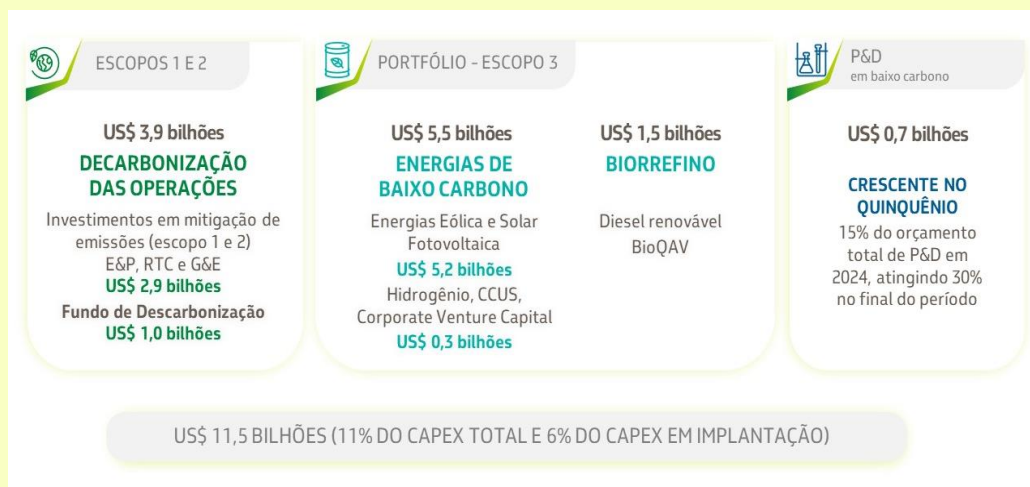 ESCOPOS 1 E 2
US$ 3,9 bilhões
DECARBONIZAÇÃO
DAS OPERAÇÕES
Investimentos em mitigação de
emissões (escopo 1 e 2)
E&P, RTC e G&E
US$ 2,9 bilhões
Fundo de Descarbonização
US$ 1,0 bilhões
PORTFÓLIO - ESCOPO 3
US$ 5,5 bilhões
ENERGIAS DE
BAIXO CARBONO
Energias Eólica e Solar
Fotovoltaica
US$ 5,2 bilhões
Hidrogênio, CCUS,
Corporate Venture Capital
US$ 0,3 bilhões
US$ 1,5 bilhões
BIORREFINO
Diesel renovável
BioQAV
P&D
em baixo carbono
US$ 0,7 bilhões
CRESCENTE NO
QUINQUÊNIO
15% do orçamento
total de P&D em
2024, atingindo 30%
no final do período
US$ 11,5 BILHÕES (11% DO CAPEX TOTAL E 6% DO CAPEX EM IMPLANTAÇÃO)